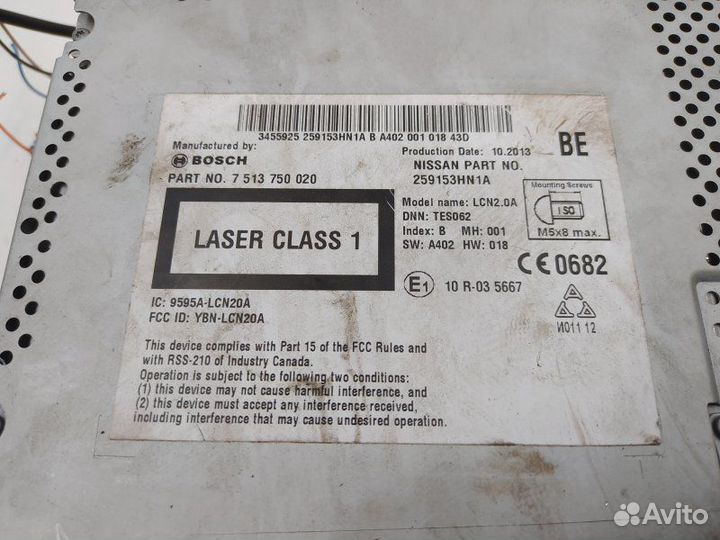 3455925 259153HN1A B A402 001 018 43D
Manufactured by:
BOSCH
PART NO. 7 513 750 020
Production Date: 10.2013
NISSAN PART NO.
259153HN1A
BE
LASER CLASS 1
Model name: LCN2.0A
DNN: TES062
Index: B MH: 001
SW: A402 HW: 018
Mounting Screws
ISO
M5x8 max.
CE0682
E1 10 R-03 5667
И011 12
IC: 9595A-LCN20A
FCC ID: YBN-LCN20A
This device complies with Part 15 of the FCC Rules and
with RSS-210 of Industry Canada.
Operation is subject to the following two conditions:
(1) this device may not cause harmful interference, and
(2) this device must accept any interference received,
including interference that may cause undesired operation.
Avito